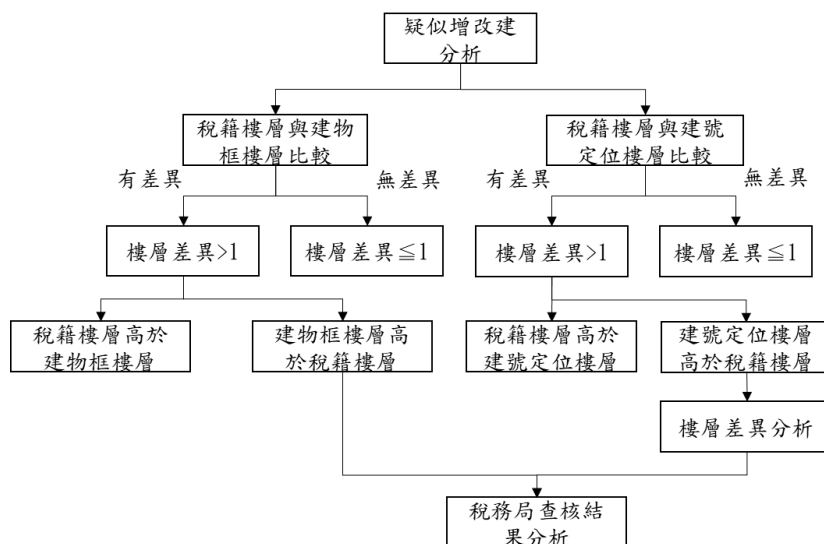 疑似增改建
分析
稅籍樓層與建物
框樓層比較
稅籍樓層與建號
定位樓層比較
有差異
無差異
有差異
無差異
樓層差異>1
樓層差異≦1
樓層差異>1
樓層差異≦1
稅籍樓層高於
建物框樓層
建物框樓層高
於稅籍樓層
稅籍樓層高於
建號定位樓層
建號定位樓層
高於稅籍樓層
樓層差異分析
稅務局查核結
果分析